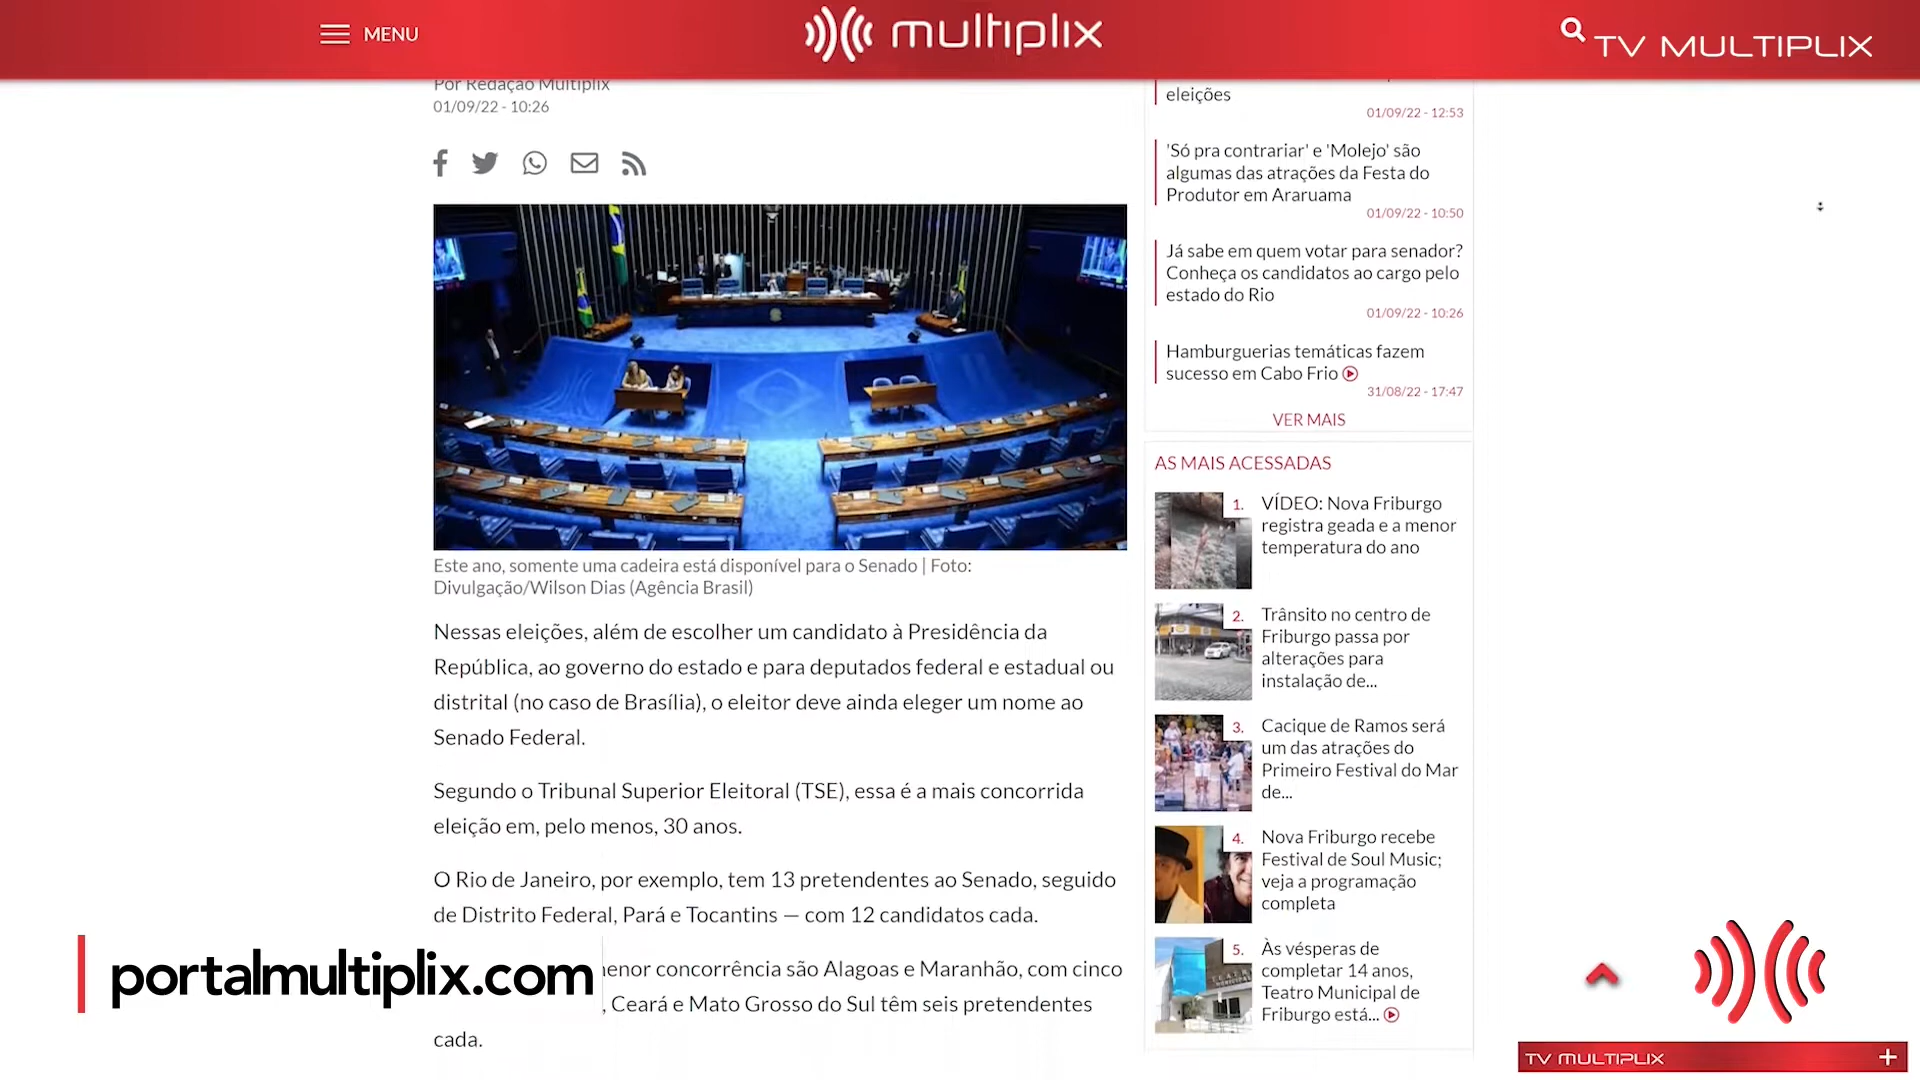 MENU
multiplix
TV MULTIPLIX
Por Redação Multiplix
01/09/22 - 10:26
Este ano, somente uma cadeira está disponível para o Senado | Foto:
Divulgação/Wilson Dias (Agência Brasil)
Nessas eleições, além de escolher um candidato à Presidência da
República, ao governo do estado e para deputados federal e estadual ou
distrital (no caso de Brasília), o eleitor deve ainda eleger um nome ao
Senado Federal.
Segundo o Tribunal Superior Eleitoral (TSE), essa é a mais concorrida
eleição em, pelo menos, 30 anos.
O Rio de Janeiro, por exemplo, tem 13 pretendentes ao Senado, seguido
de Distrito Federal, Pará e Tocantins — com 12 candidatos cada.
enor concorrência são Alagoas e Maranhão, com cinco
, Ceará e Mato Grosso do Sul têm seis pretendentes
cada.
portalmultiplix.com
eleições
01/09/22 - 12:53
'Só pra contrariar' e 'Molejo' são
algumas das atrações da Festa do
Produtor em Araruama
01/09/22 - 10:50
Já sabe em quem votar para senador?
Conheça os candidatos ao cargo pelo
estado do Rio
01/09/22 - 10:26
Hamburguerias temáticas fazem
sucesso em Cabo Frio
31/08/22 - 17:47
VER MAIS
AS MAIS ACESSADAS
1. VÍDEO: Nova Friburgo
registra geada e a menor
temperatura do ano
2. Trânsito no centro de
Friburgo passa por
alterações para
instalação de...
3. Cacique de Ramos será
um das atrações do
Primeiro Festival do Mar
de...
4. Nova Friburgo recebe
Festival de Soul Music;
veja a programação
completa
5. Às vésperas de
completar 14 anos,
Teatro Municipal de
Friburgo está...
TV MULTIPLIX +